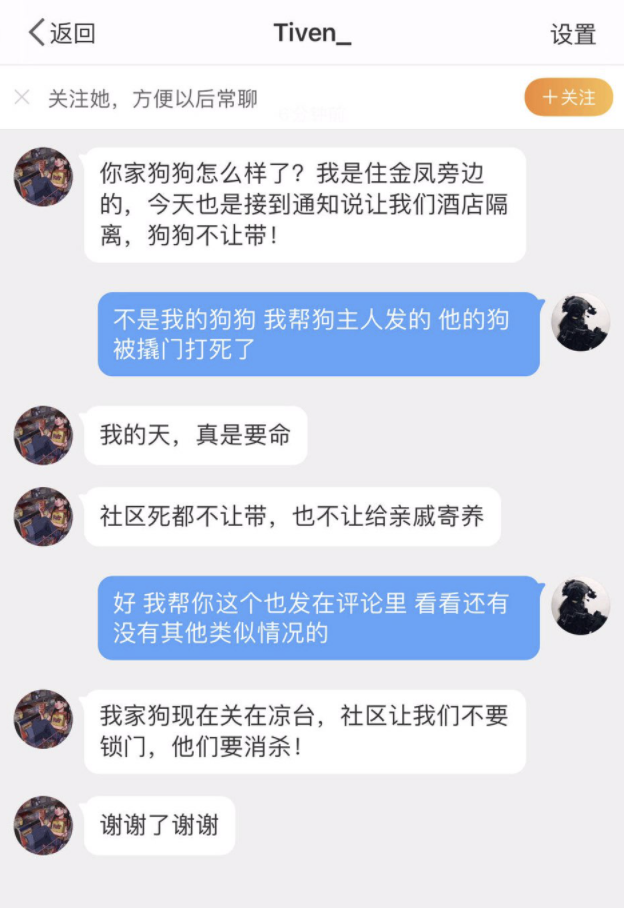 返回
Tiven_
设置
关注她，方便以后常聊
+关注
你家狗狗怎么样了？我是住金凤旁边
的，今天也是接到通知说让我们酒店隔
离，狗狗不让带！
不是我的狗狗 我帮狗主人发的 他的狗
被撬门打死了
我的天，真是要命
社区死都不让带，也不让给亲戚寄养
好 我帮你这个也发在评论里 看看还有
没有其他类似情况的
我家狗现在关在凉台，社区让我们不要
锁门，他们要消杀！
谢谢了谢谢